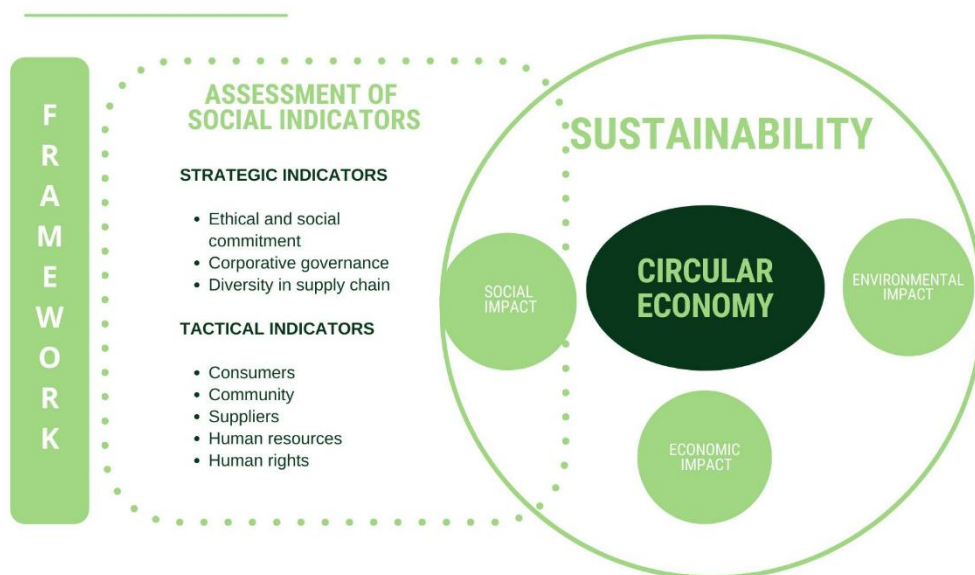 FRAMEWORK
ASSESSMENT OF
SOCIAL INDICATORS
STRATEGIC INDICATORS
• Ethical and social
commitment
• Corporative governance
• Diversity in supply chain
TACTICAL INDICATORS
• Consumers
• Community
• Suppliers
• Human resources
• Human rights
SUSTAINABILITY
SOCIAL
IMPACT
CIRCULAR
ECONOMY
ENVIRONMENTAL
IMPACT
ECONOMIC
IMPACT